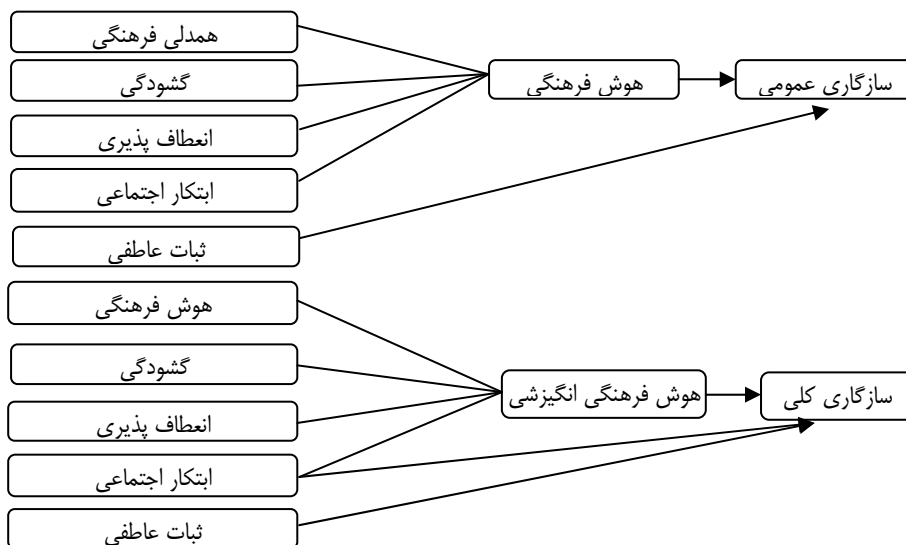 همدلی فرهنگی
گشودگی
هوش فرهنگی
سازگاری عمومی
انعطاف پذیری
ابتکار اجتماعی
ثبات عاطفی
هوش فرهنگی
گشودگی
هوش فرهنگی انگیزشی
سازگاری کلی
انعطاف پذیری
ابتکار اجتماعی
ثبات عاطفی